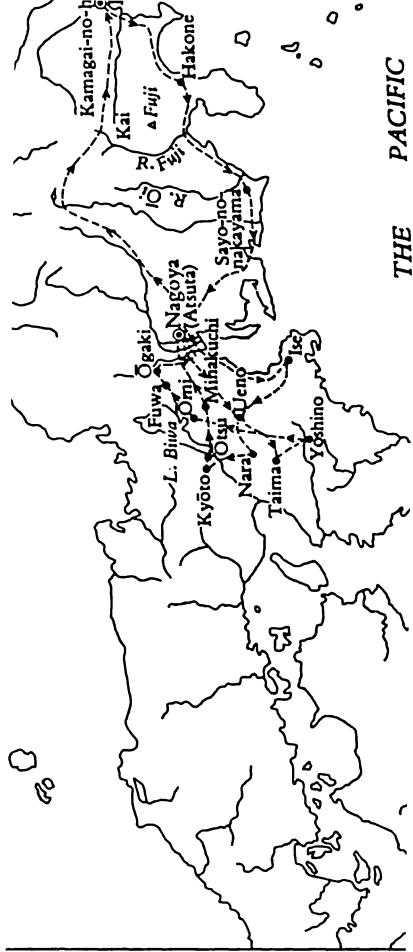 Kamagai-no-h
Kai
Fuji
Hakone
R. Fuji
R. Ōi
Sayo-no-
nakayama
Nagoya
(Atsuta)
Ōgaki
Fuwa
Ōmi
Minakuchi
L. Biwa
Ueno
Ise
Kyōto
Ōtsu
Nara
Taima
Yoshino
THE PACIFIC